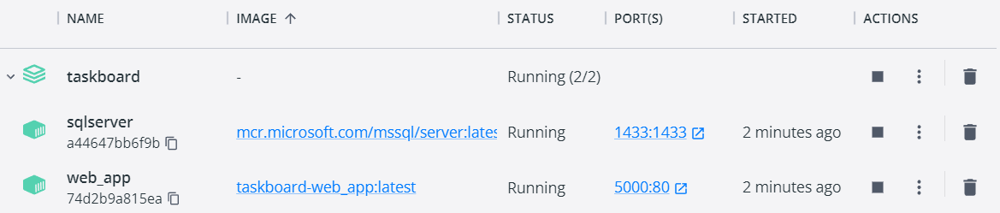 NAME IMAGE ↑ STATUS PORT(S) STARTED ACTIONS
taskboard - Running (2/2)
sqlserver
a44647bb6f9b
mcr.microsoft.com/mssql/server:lates Running 1433:1433 2 minutes ago
web_app
74d2b9a815ea
taskboard-web_app:latest Running 5000:80 2 minutes ago